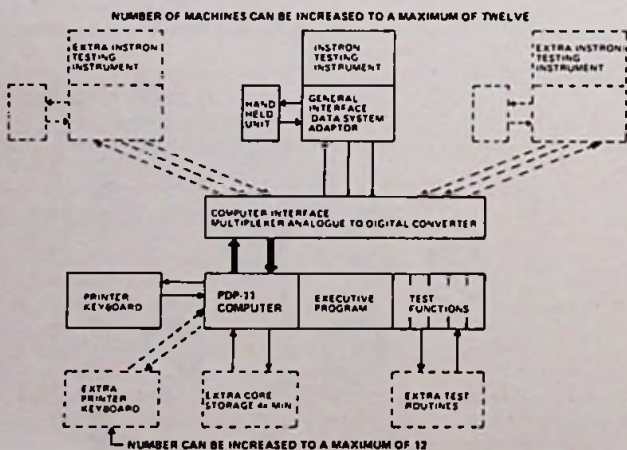 NUMBER OF MACHINES CAN BE INCREASED TO A MAXIMUM OF TWELVE
EXTRA INSTRON
TESTING
INSTRUMENT
INSTRON
TESTING
INSTRUMENT
EXTRA INSTRON
TESTING
INSTRUMENT
HAND
HELD
UNIT
GENERAL
INTERFACE
DATA SYSTEM
ADAPTOR
COMPUTER INTERFACE
MULTIPLEXER ANALOGUE TO DIGITAL CONVERTER
PRINTER
KEYBOARD
PDP-11
COMPUTER
EXECUTIVE
PROGRAM
TEST
FUNCTIONS
EXTRA
PRINTER
KEYBOARD
EXTRA CORE
STORAGE 4K MIN
EXTRA TEST
ROUTINES
NUMBER CAN BE INCREASED TO A MAXIMUM OF 12